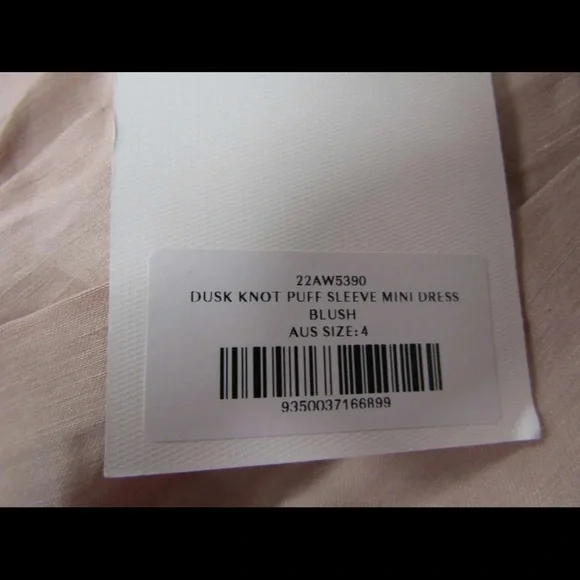 22AW5390
DUSK KNOT PUFF SLEEVE MINI DRESS
BLUSH
AUS SIZE: 4
9350037166899